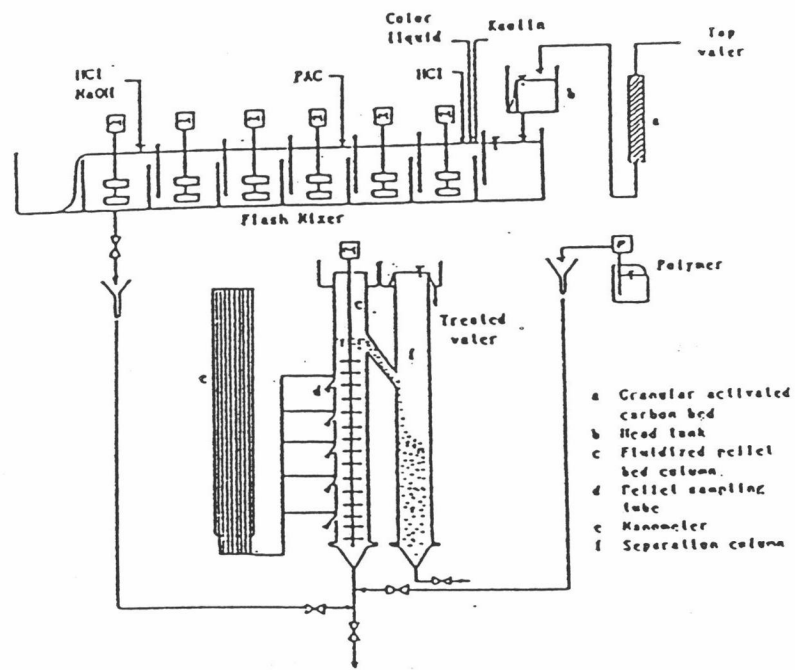 Color
liquid
Kaolin
Tap
water
HCl
NaOH
PAC
HCl
b
a
Flash Mixer
P
Polymer
c
Treated
water
e
d
f
a Granular activated
carbon bed
b Head tank
c Fluidized pellet
bed column
d Pellet sampling
tube
e Manometer
f Separation column